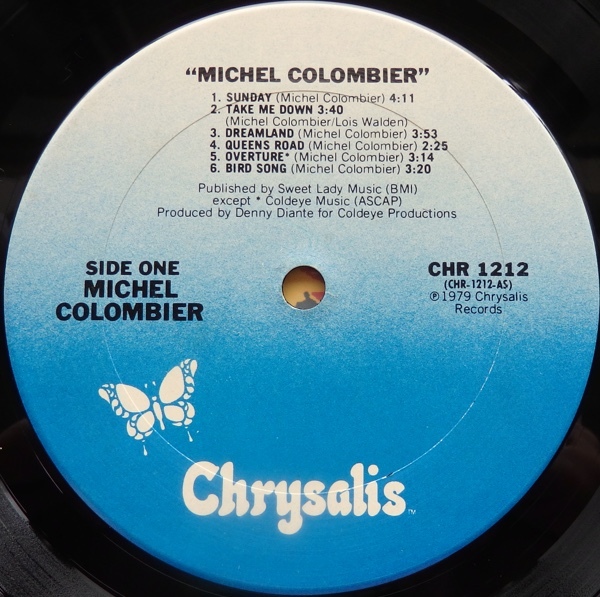 “MICHEL COLOMBIER”
1. SUNDAY (Michel Colombier) 4:11
2. TAKE ME DOWN 3:40
(Michel Colombier/Lois Walden)
3. DREAMLAND (Michel Colombier) 3:53
4. QUEENS ROAD (Michel Colombier) 2:25
5. OVERTURE* (Michel Colombier) 3:14
6. BIRD SONG (Michel Colombier) 3:20
Published by Sweet Lady Music (BMI)
except * Coldeye Music (ASCAP)
Produced by Denny Diante for Coldeye Productions
SIDE ONE
MICHEL
COLOMBIER
CHR 1212
(CHR-1212-AS)
℗1979 Chrysalis
Records
Chrysalis™